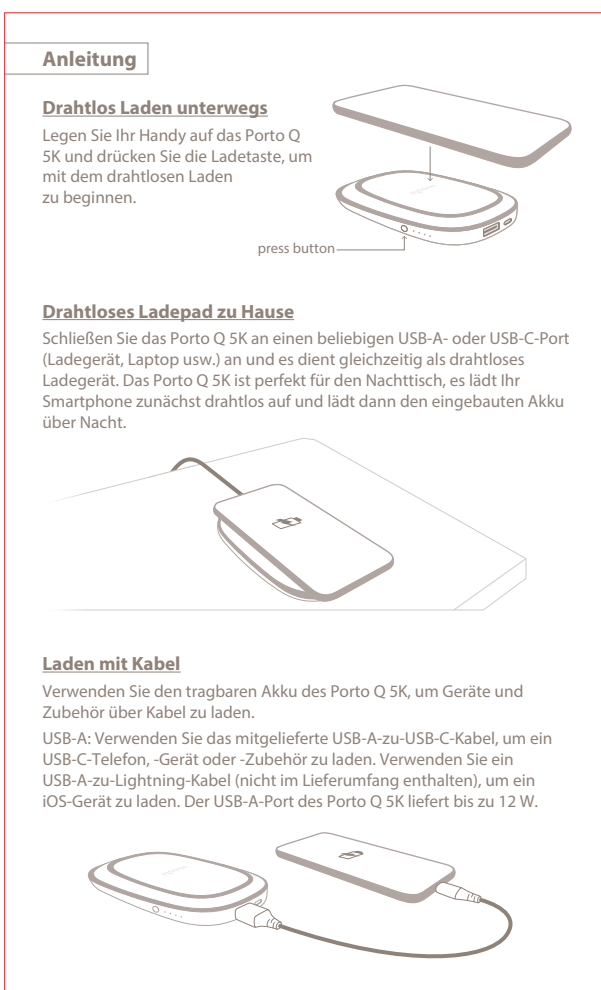 Anleitung
Drahtlos Laden unterwegs
Legen Sie Ihr Handy auf das Porto Q
5K und drücken Sie die Ladetaste, um
mit dem drahtlosen Laden
zu beginnen.
press button
Drahtloses Ladepad zu Hause
Schließen Sie das Porto Q 5K an einen beliebigen USB-A- oder USB-C-Port
(Ladegerät, Laptop usw.) an und es dient gleichzeitig als drahtloses
Ladegerät. Das Porto Q 5K ist perfekt für den Nachttisch, es lädt Ihr
Smartphone zunächst drahtlos auf und lädt dann den eingebauten Akku
über Nacht.
Laden mit Kabel
Verwenden Sie den tragbaren Akku des Porto Q 5K, um Geräte und
Zubehör über Kabel zu laden.
USB-A: Verwenden Sie das mitgelieferte USB-A-zu-USB-C-Kabel, um ein
USB-C-Telefon, -Gerät oder -Zubehör zu laden. Verwenden Sie ein
USB-A-zu-Lightning-Kabel (nicht im Lieferumfang enthalten), um ein
iOS-Gerät zu laden. Der USB-A-Port des Porto Q 5K liefert bis zu 12 W.